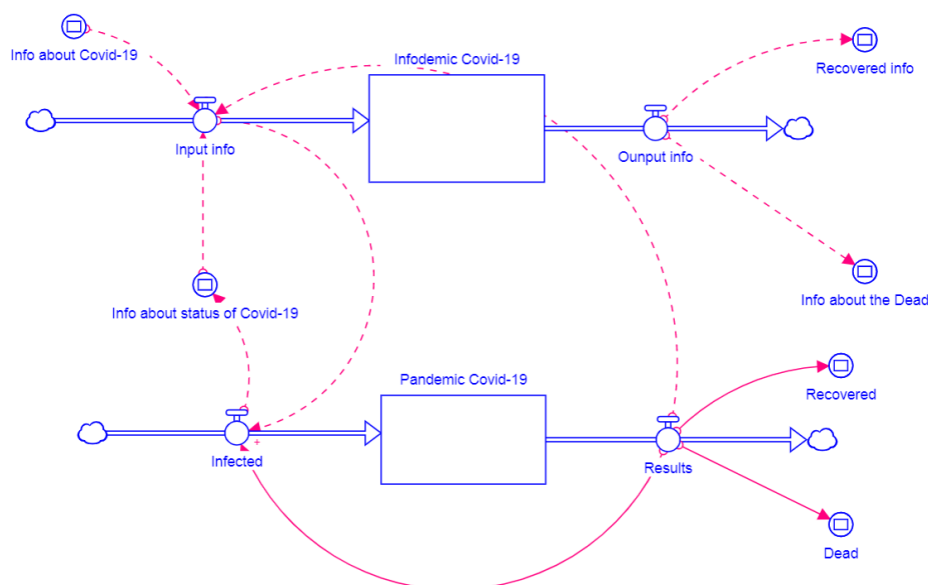 Info about Covid-19
Infodemic Covid-19
Recovered info
Input info
Ounput info
Info about status of Covid-19
Info about the Dead
Pandemic Covid-19
Recovered
+
Infected
Results
Dead